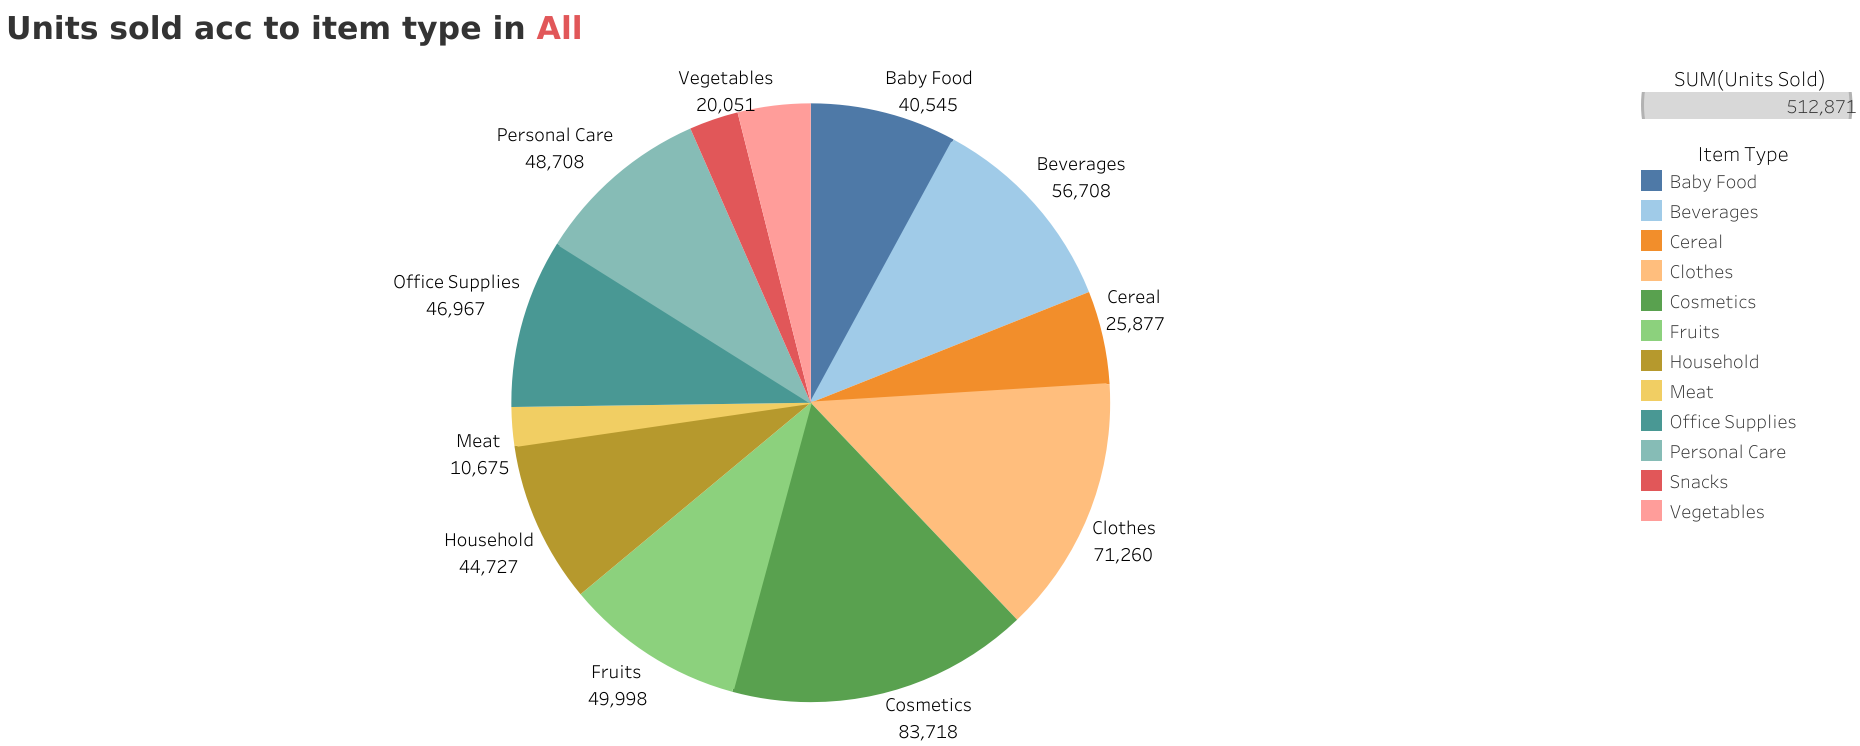 Units sold acc to item type in All
Vegetables
20,051
Baby Food
40,545
Personal Care
48,708
Beverages
56,708
Office Supplies
46,967
Cereal
25,877
Meat
10,675
Clothes
71,260
Household
44,727
Fruits
49,998
Cosmetics
83,718
SUM(Units Sold)
512,871
Item Type
Baby Food
Beverages
Cereal
Clothes
Cosmetics
Fruits
Household
Meat
Office Supplies
Personal Care
Snacks
Vegetables